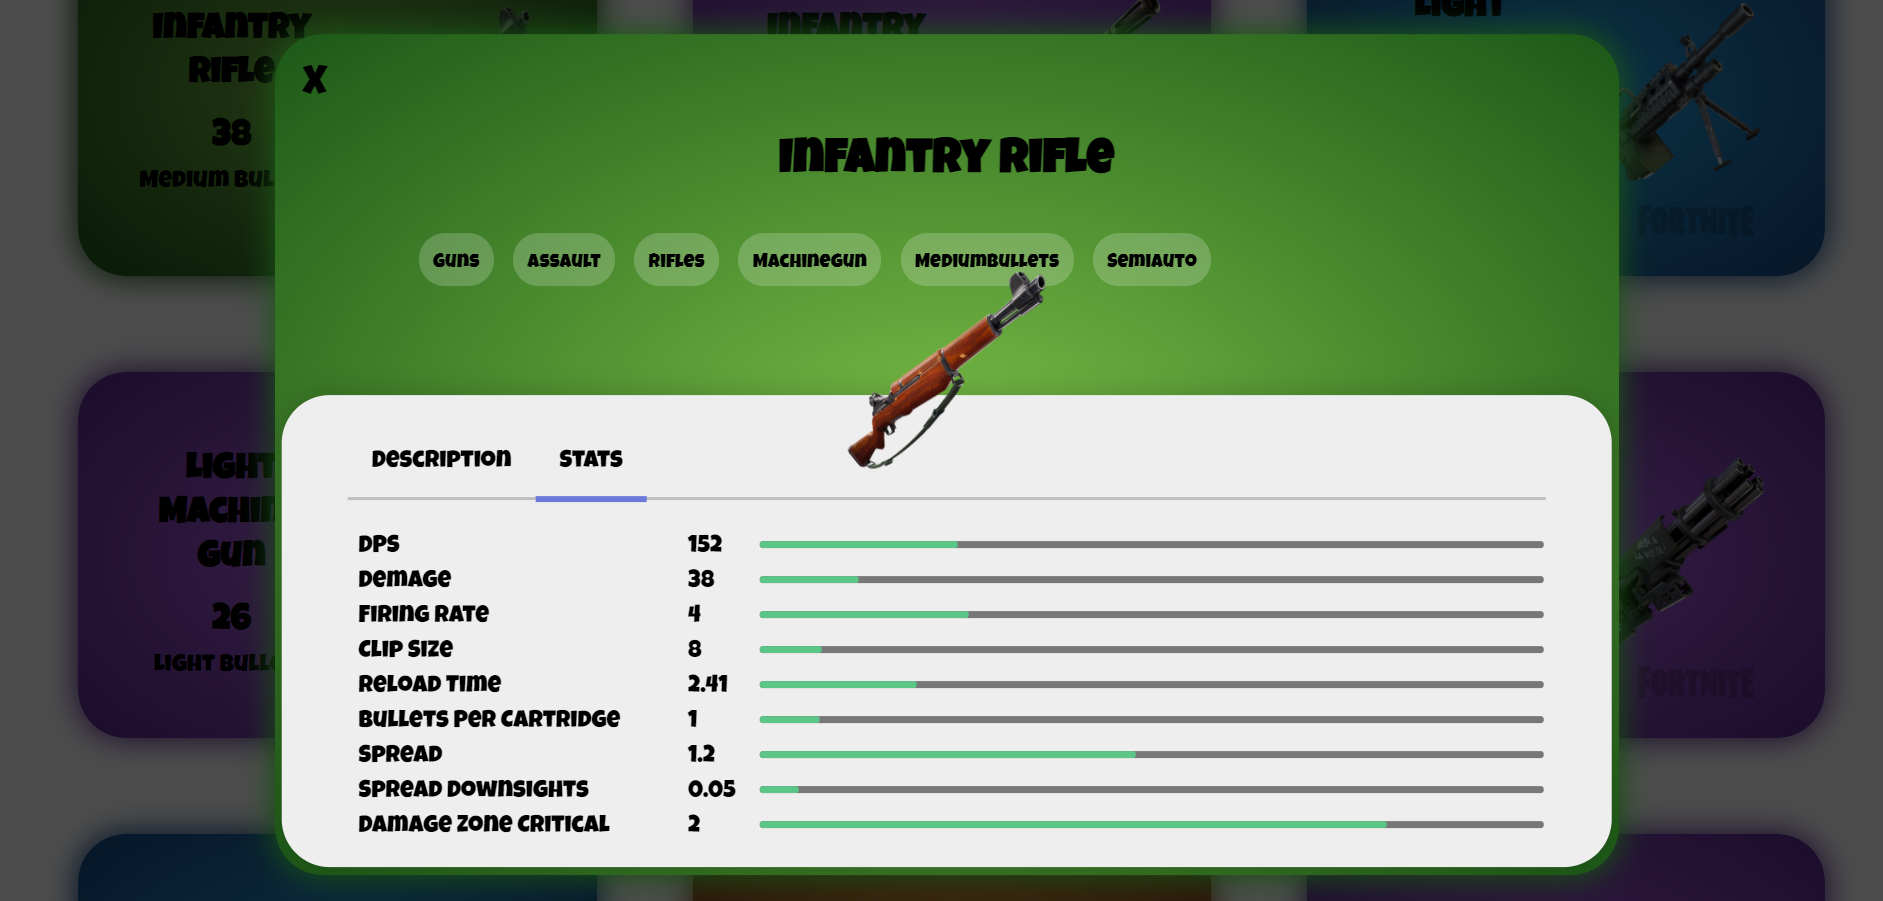 INFANTRY
RIFLE
38
MEDIUM BUL
INFANTRY
LIGHT
FORTNITE
X
INFANTRY RIFLE
GUNS ASSAULT RIFLES MACHINEGUN MEDIUMBULLETS SEMIAUTO
DESCRIPTION STATS
DPS 152
DEMAGE 38
FIRING RATE 4
CLIP SIZE 8
RELOAD TIME 2.41
BULLETS PER CARTRIDGE 1
SPREAD 1.2
SPREAD DOWNSIGHTS 0.05
DAMAGE ZONE CRITICAL 2
LIGHT
MACHIN
GUN
26
LIGHT BULL
FORTNITE